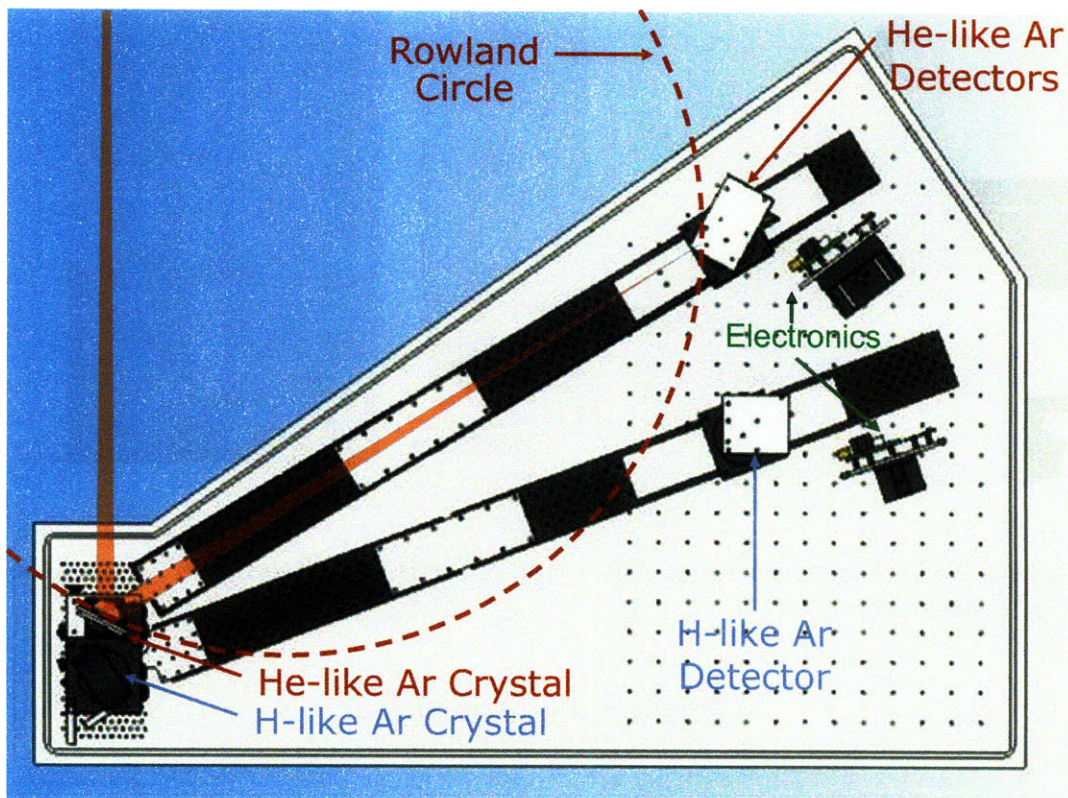 Rowland
Circle
He-like Ar
Detectors
Electronics
H-like Ar
Detector
He-like Ar Crystal
H-like Ar Crystal